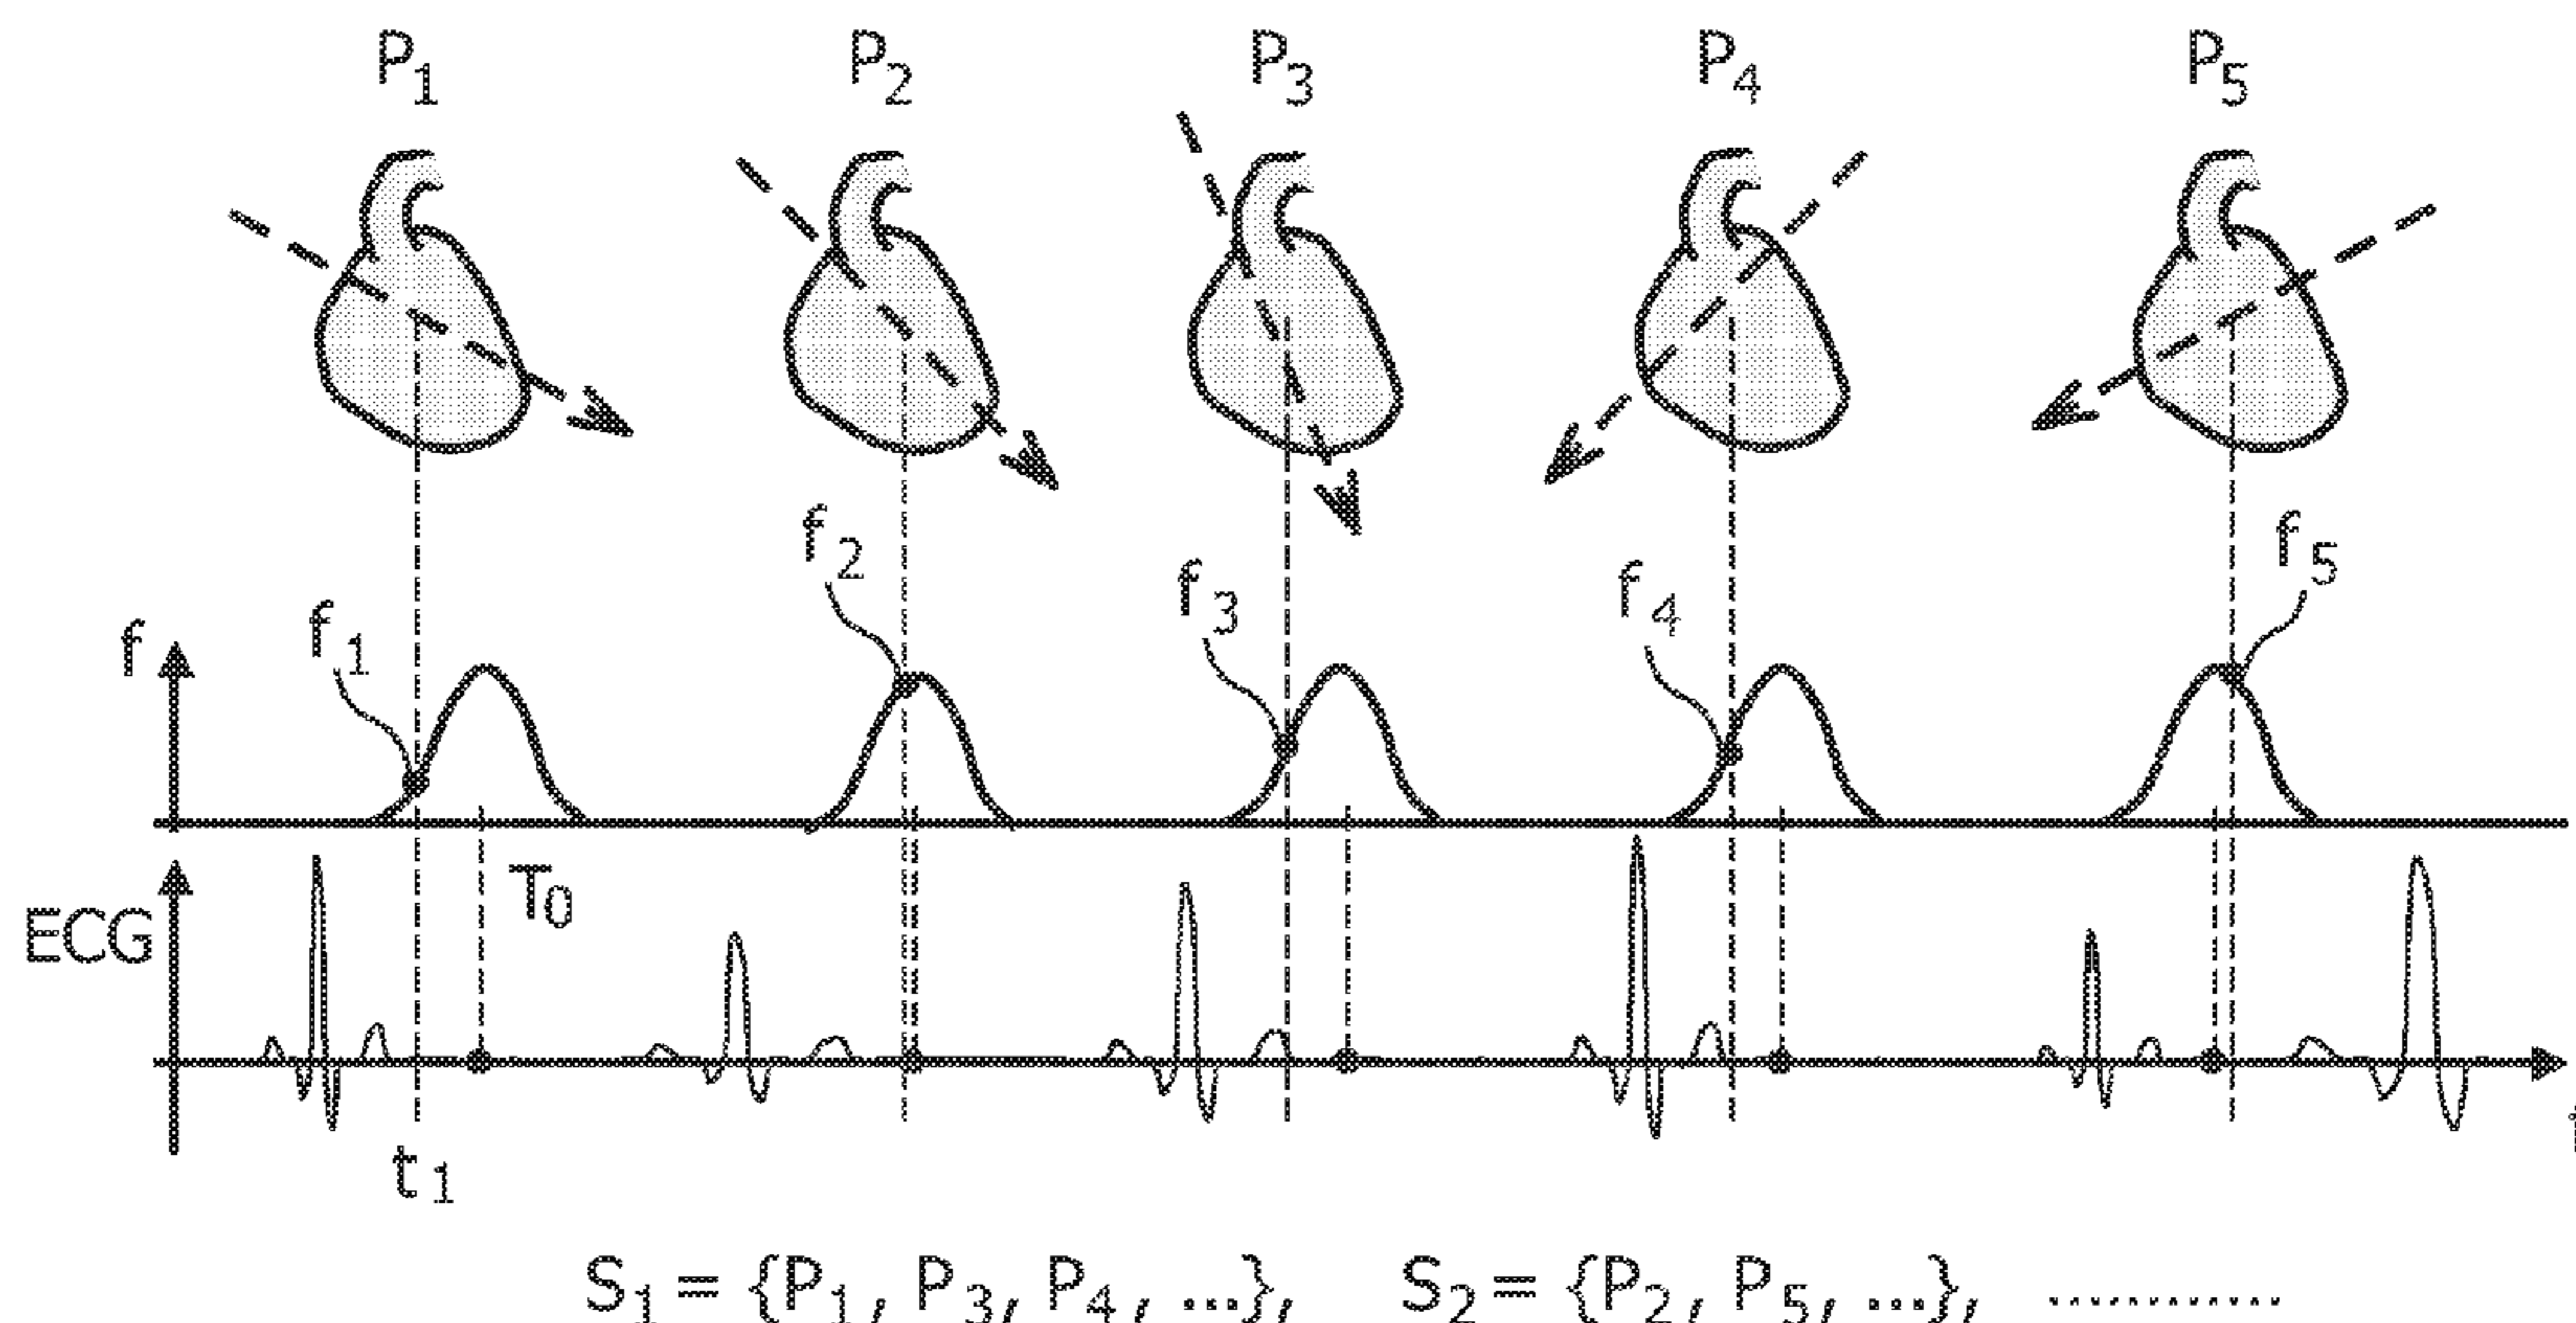 P1 P2 P3 P4 P5
f2
f5
f3 f4
f1
f
T0
ECG
t
t1
S1 = {P1, P3, P4, ...}, S2 = {P2, P5, ...}, ............